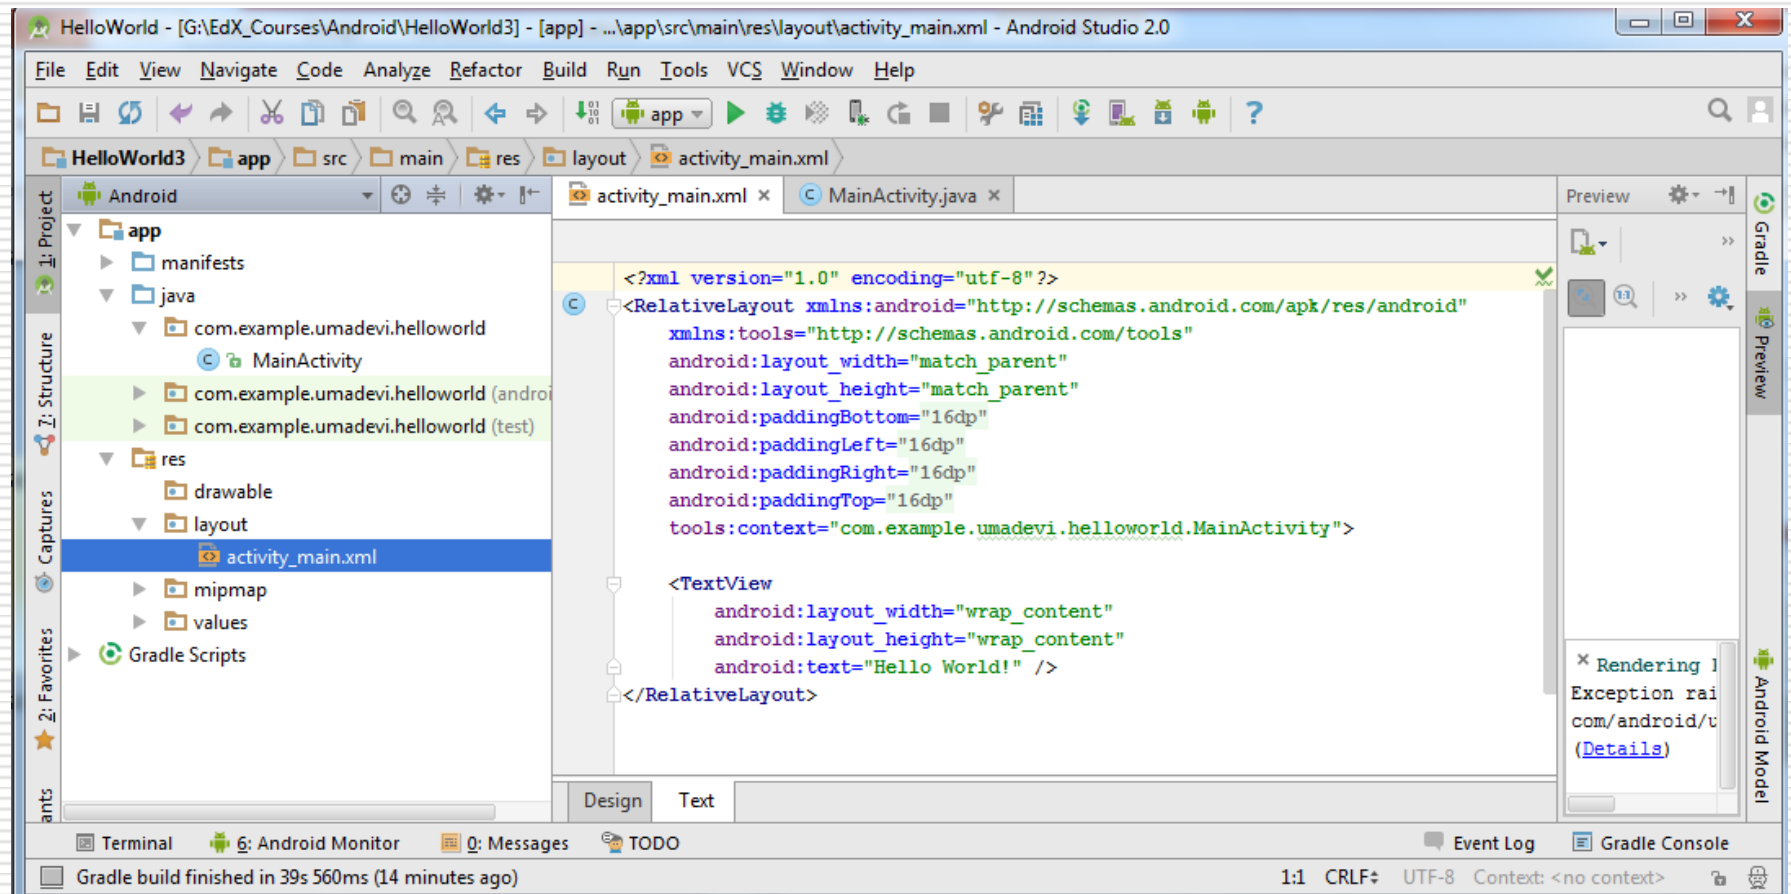 HelloWorld - [G:\EdX_Courses\Android\HelloWorld3] - [app] - ...\app\src\main\res\layout\activity_main.xml - Android Studio 2.0
File Edit View Navigate Code Analyze Refactor Build Run Tools VCS Window Help
app
HelloWorld3 app src main res layout activity_main.xml
1: Project
7: Structure
Captures
2: Favorites
Android
app
manifests
java
com.example.umadevi.helloworld
MainActivity
com.example.umadevi.helloworld (androi
com.example.umadevi.helloworld (test)
res
drawable
layout
activity_main.xml
mipmap
values
Gradle Scripts
activity_main.xml MainActivity.java
<?xml version="1.0" encoding="utf-8"?>
<RelativeLayout xmlns:android="http://schemas.android.com/apk/res/android"
xmlns:tools="http://schemas.android.com/tools"
android:layout_width="match_parent"
android:layout_height="match_parent"
android:paddingBottom="16dp"
android:paddingLeft="16dp"
android:paddingRight="16dp"
android:paddingTop="16dp"
tools:context="com.example.umadevi.helloworld.MainActivity">
<TextView
android:layout_width="wrap_content"
android:layout_height="wrap_content"
android:text="Hello World!" />
</RelativeLayout>
Design Text
Preview
Rendering
Exception rai
com/android/u
(Details)
Gradle
Preview
Android Model
Terminal 6: Android Monitor 0: Messages TODO Event Log Gradle Console
Gradle build finished in 39s 560ms (14 minutes ago) 1:1 CRLF UTF-8 Context: <no context>